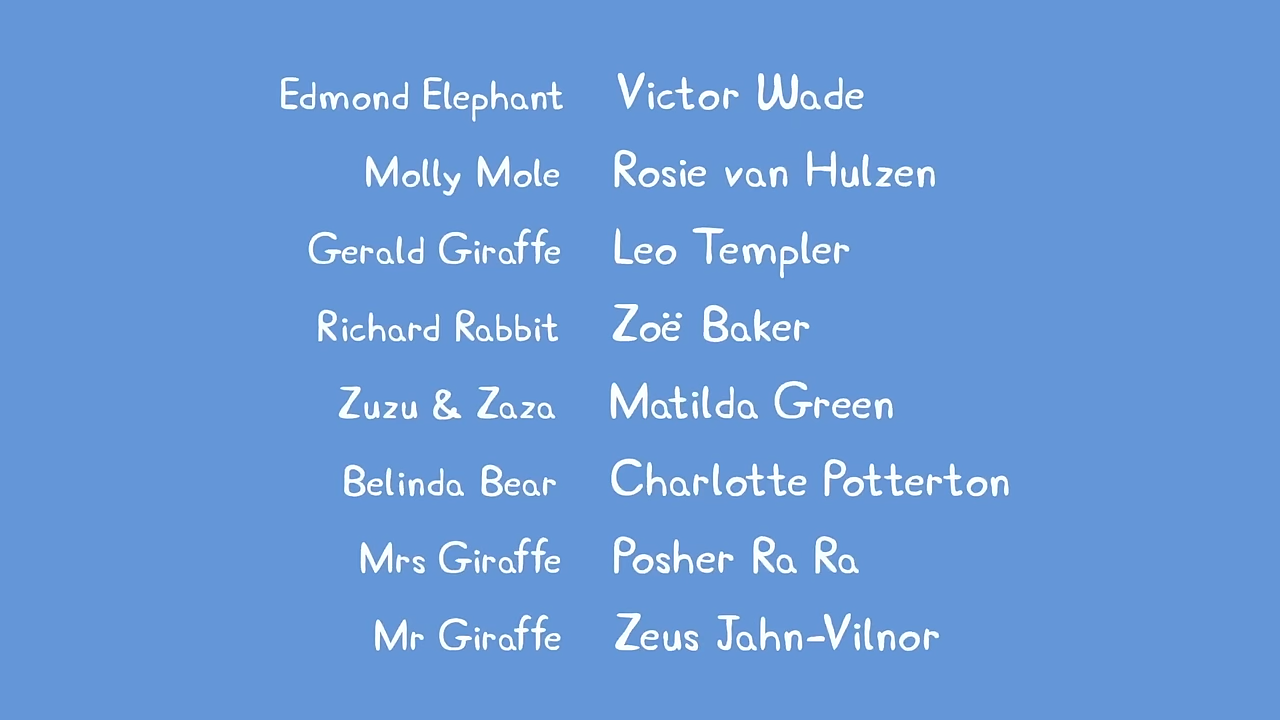 Edmond Elephant Victor Wade
Molly Mole Rosie van Hulzen
Gerald Giraffe Leo Templer
Richard Rabbit Zoë Baker
Zuzu & Zaza Matilda Green
Belinda Bear Charlotte Potterton
Mrs Giraffe Posher Ra Ra
Mr Giraffe Zeus Jahn-Vilnor